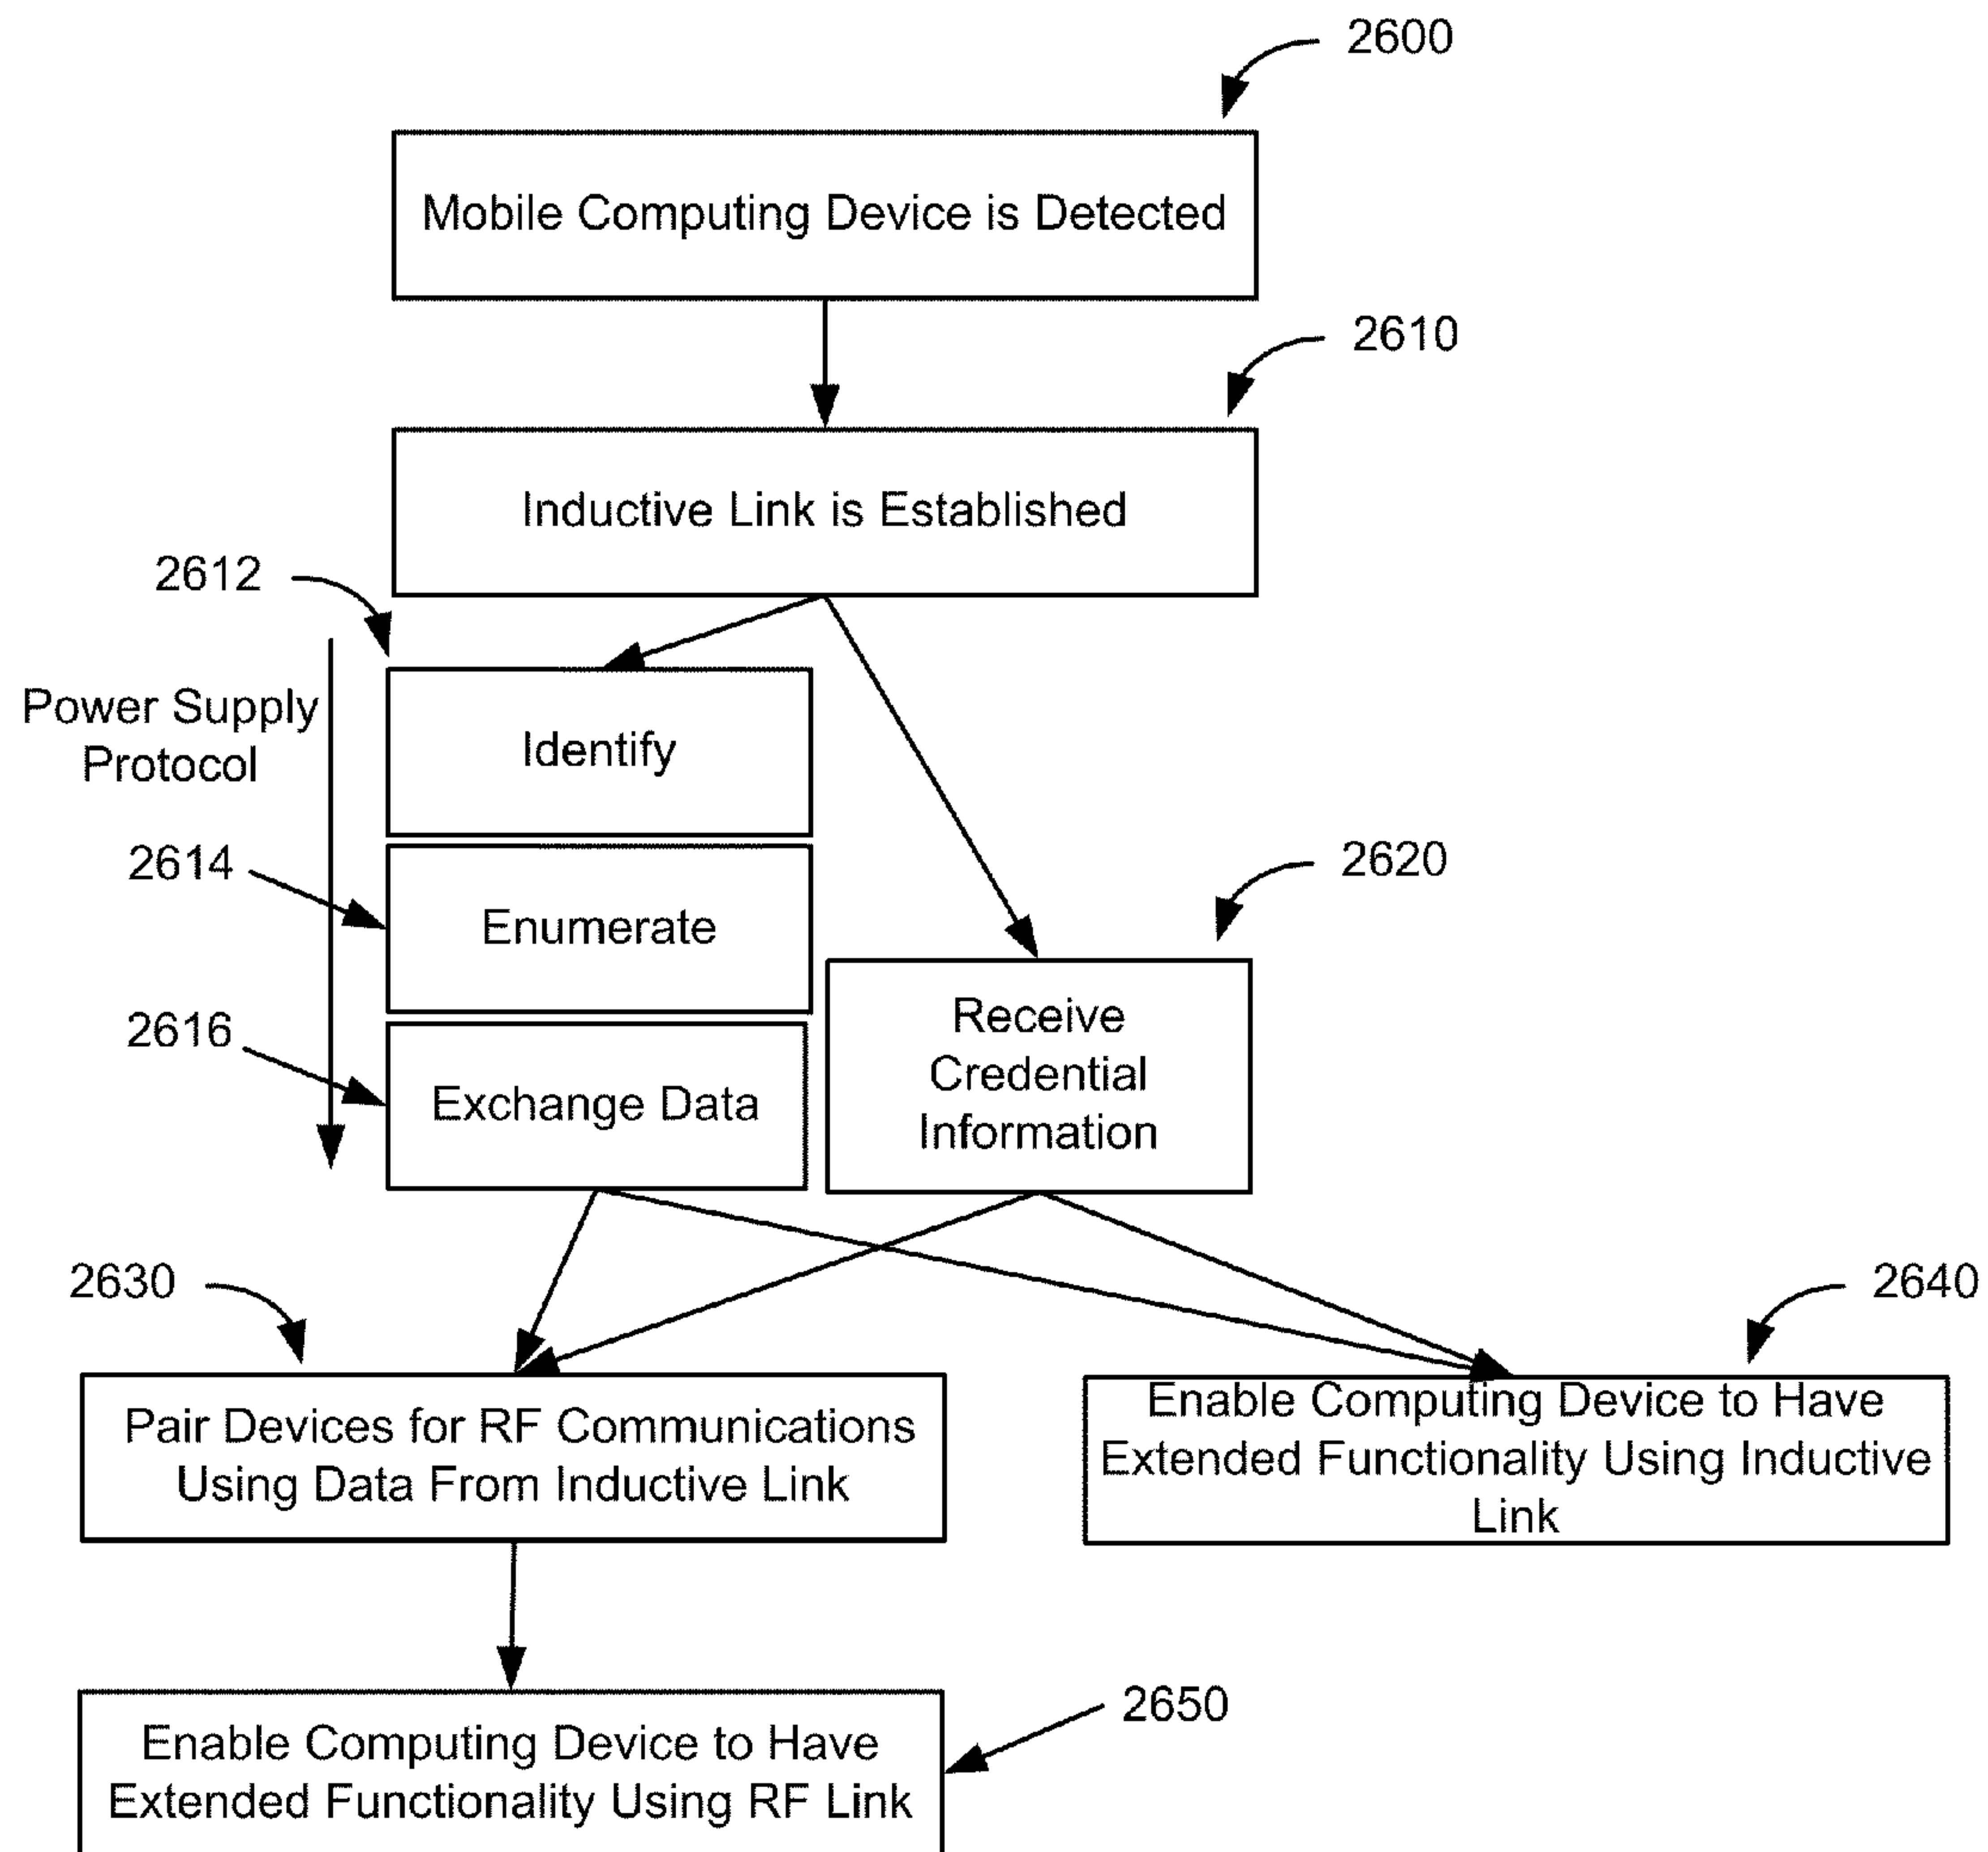 2600
Mobile Computing Device is Detected
2610
Inductive Link is Established
2612
Power Supply
Protocol
Identify
2614
Enumerate
2620
2616
Exchange Data
Receive
Credential
Information
2630
2640
Pair Devices for RF Communications
Using Data From Inductive Link
Enable Computing Device to Have
Extended Functionality Using Inductive
Link
2650
Enable Computing Device to Have
Extended Functionality Using RF Link